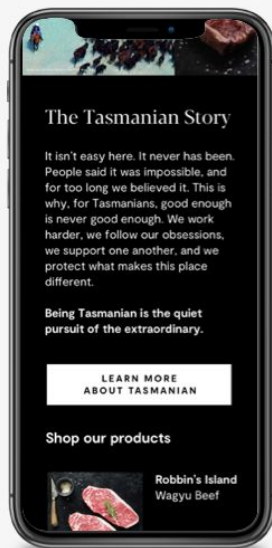 The Tasmanian Story
It isn't easy here. It never has been.
People said it was impossible, and
for too long we believed it. This is
why, for Tasmanians, good enough
is never good enough. We work
harder, we follow our obsessions,
we support one another, and we
protect what makes this place
different.
Being Tasmanian is the quiet
pursuit of the extraordinary.
LEARN MORE
ABOUT TASMANIAN
Shop our products
Robbin's Island
Wagyu Beef